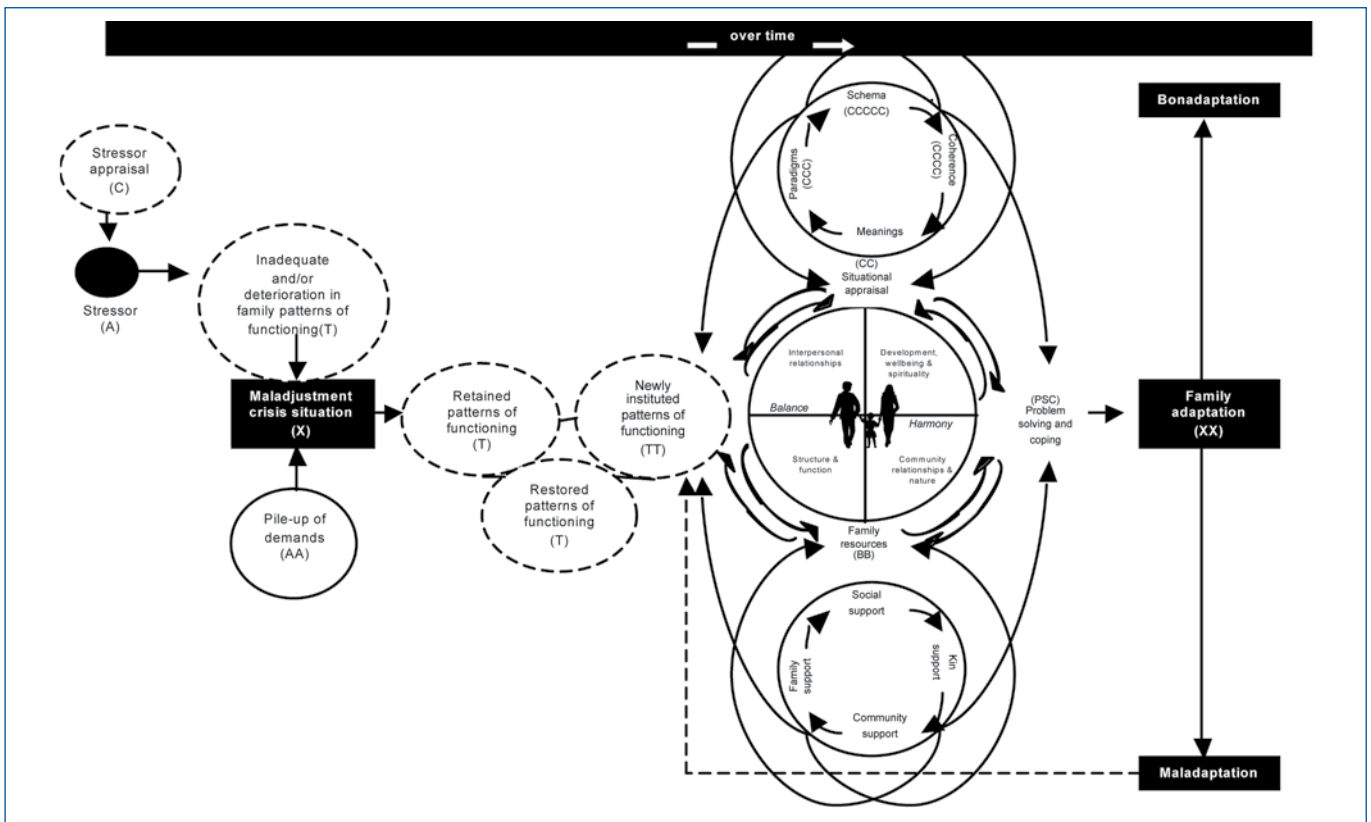 over time
Stressor
appraisal
(C)
Stressor
(A)
Inadequate
and/or
deterioration in
family patterns of
functioning(T)
Maladjustment
crisis situation
(X)
Pile-up of
demands
(AA)
Retained
patterns of
functioning
(T)
Restored
patterns of
functioning
(T)
Newly
instituted
patterns of
functioning
(TT)
Schema
(CCCCC)
Coherence
(CCCC)
Meanings
Paradigms
(CCC)
(CC)
Situational
appraisal
Interpersonal
relationships
Development,
wellbeing &
spirituality
Balance
Harmony
Structure &
function
Community
relationships &
nature
Family
resources
(BB)
Social
support
Kin
support
Community
support
Family
support
(PSC)
Problem
solving and
coping
Bonadaptation
Family
adaptation
(XX)
Maladaptation